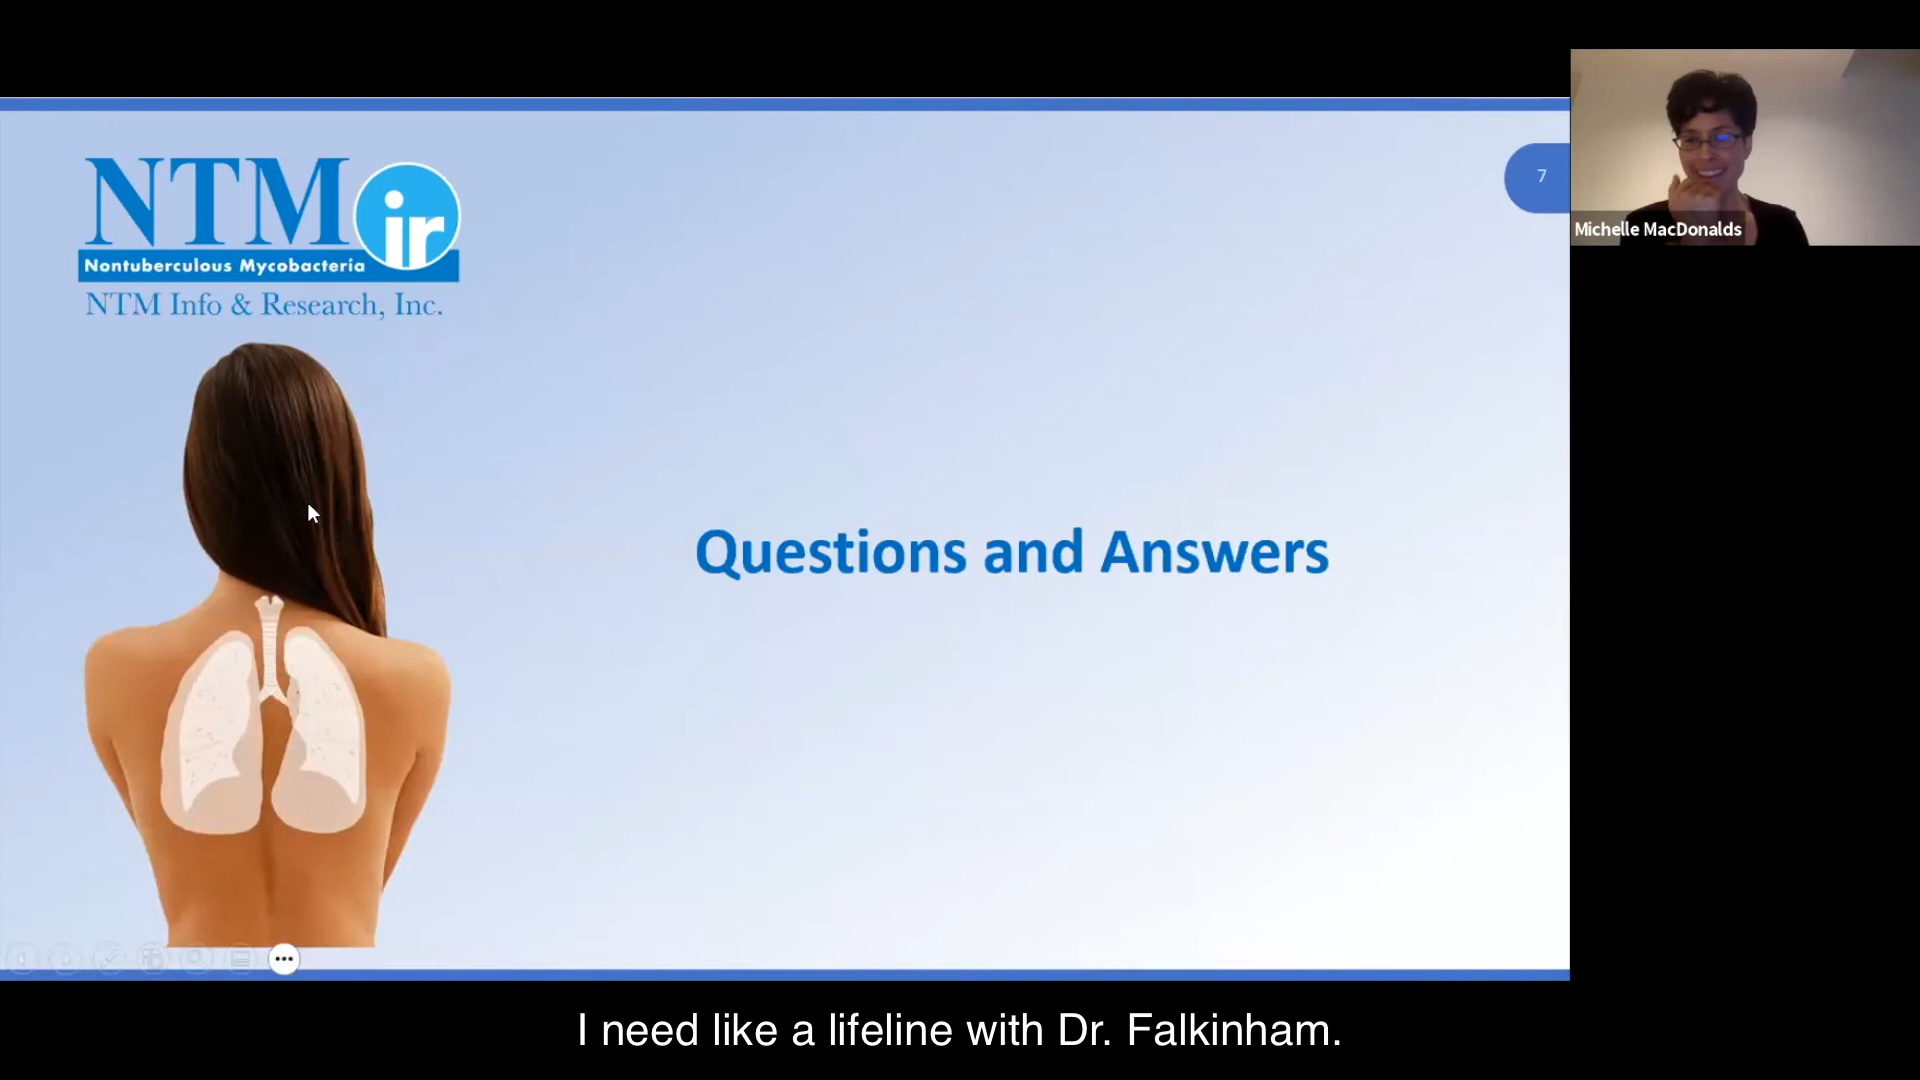 NTM
ir
Nontuberculous Mycobacteria
NTM Info & Research, Inc.
7
Michelle MacDonalds
Questions and Answers
I need like a lifeline with Dr. Falkinham.